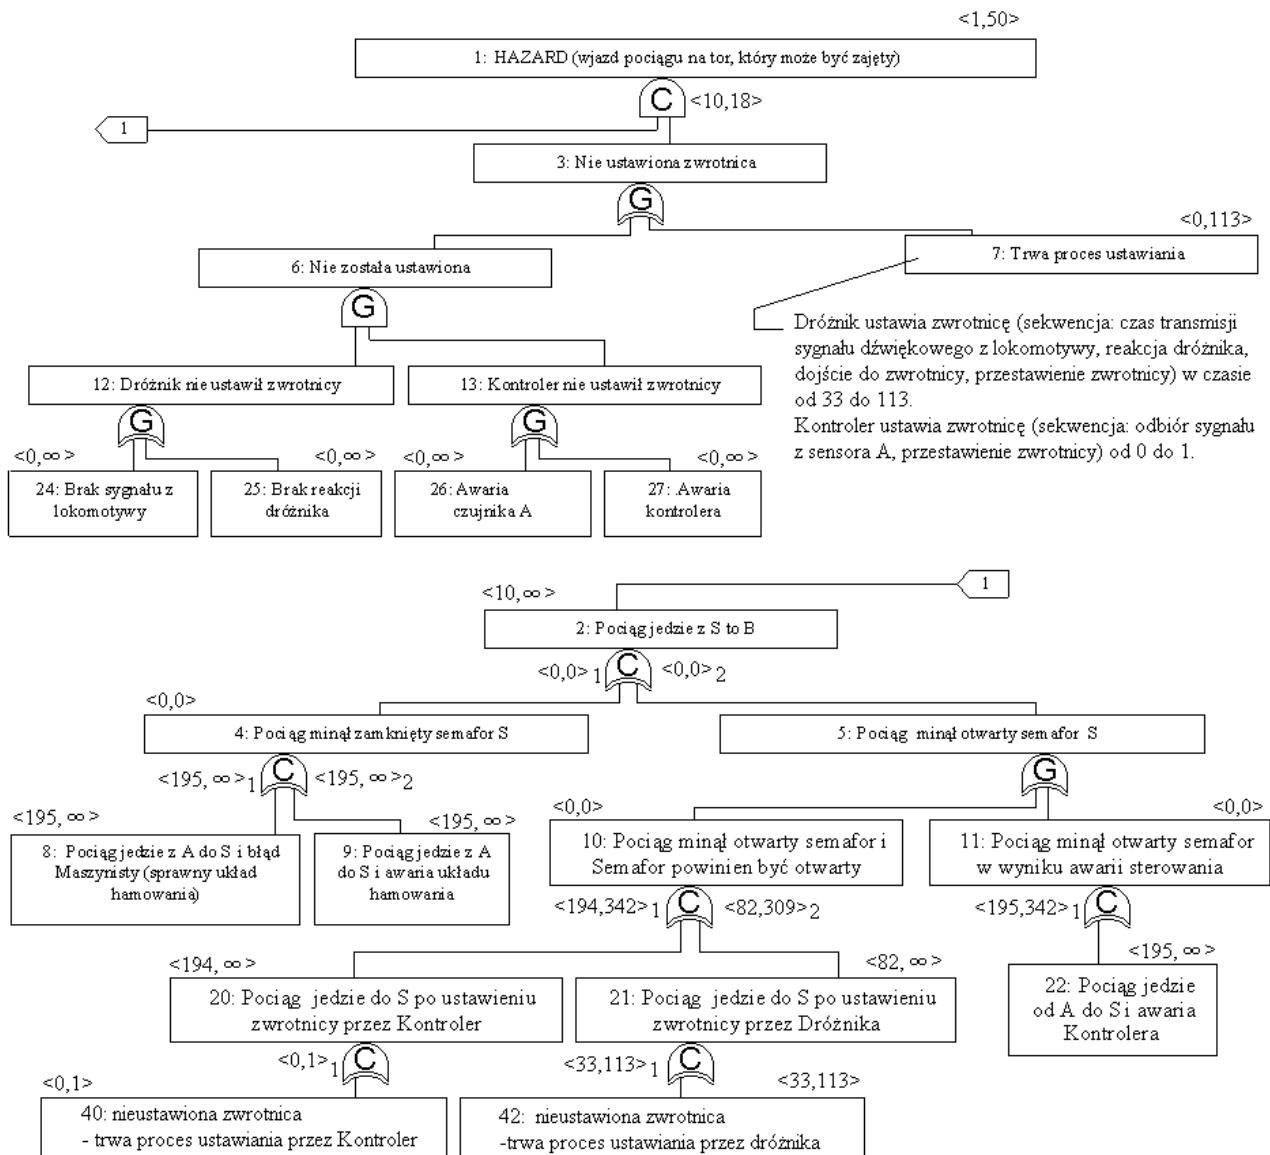 <1,50>
1: HAZARD (wjazd pociągu na tor, który może być zajęty)
C <10,18>
1
3: Nie ustawiona zwrotnica
G
<0,113>
6: Nie została ustawiona
7: Trwa proces ustawiania
G
Dróżnik ustawia zwrotnicę (sekwencja: czas transmisji
sygnału dźwiękowego z lokomotywy, reakcja dróżnika,
dojście do zwrotnicy, przestawienie zwrotnicy) w czasie
od 33 do 113.
Kontroler ustawia zwrotnicę (sekwencja: odbiór sygnału
z sensora A, przestawienie zwrotnicy) od 0 do 1.
12: Dróżnik nie ustawił zwrotnicy
13: Kontroler nie ustawił zwrotnicy
G
G
<0,∞>
<0,∞>
<0,∞>
<0,∞>
24: Brak sygnału z
lokomotywy
25: Brak reakcji
dróżnika
26: Awaria
czujnika A
27: .Awaria
kontrolera
1
<10,∞>
2: Pociąg jedzie z S to B
<0,0> 1 C <0,0> 2
<0,0>
4: Pociąg minął zamknięty semafor S
5: Pociąg minął otwarty semafor S
<195, ∞>1 C <195, ∞>2
G
<195, ∞>
<195, ∞>
8: Pociąg jedzie z A do S i błąd
Maszynisty (sprawny układ
hamowania)
9: Pociąg jedzie z A
do S i awaria układu
hamowania
<0,0>
<0,0>
10: Pociąg minął otwarty semafor i
Semafor powinien być otwarty
11: Pociąg minął otwarty semafor
w wyniku awarii sterowania
<194,342>1 C <82,309>2
<195,342>1 C
<194, ∞>
<82, ∞>
<195, ∞>
20: Pociąg jedzie do S po ustawieniu
zwrotnicy przez Kontroler
21: Pociąg jedzie do S po ustawieniu
zwrotnicy przez Dróżnika
22: Pociąg jedzie
od A do S i awaria
Kontrolera
<0,1>1 C
<33,113>1 C
<0,1>
<33,113>
40: nieustawiona zwrotnica
- trwa proces ustawiania przez Kontroler
42: nieustawiona zwrotnica
-trwa proces ustawiania przez dróżnika